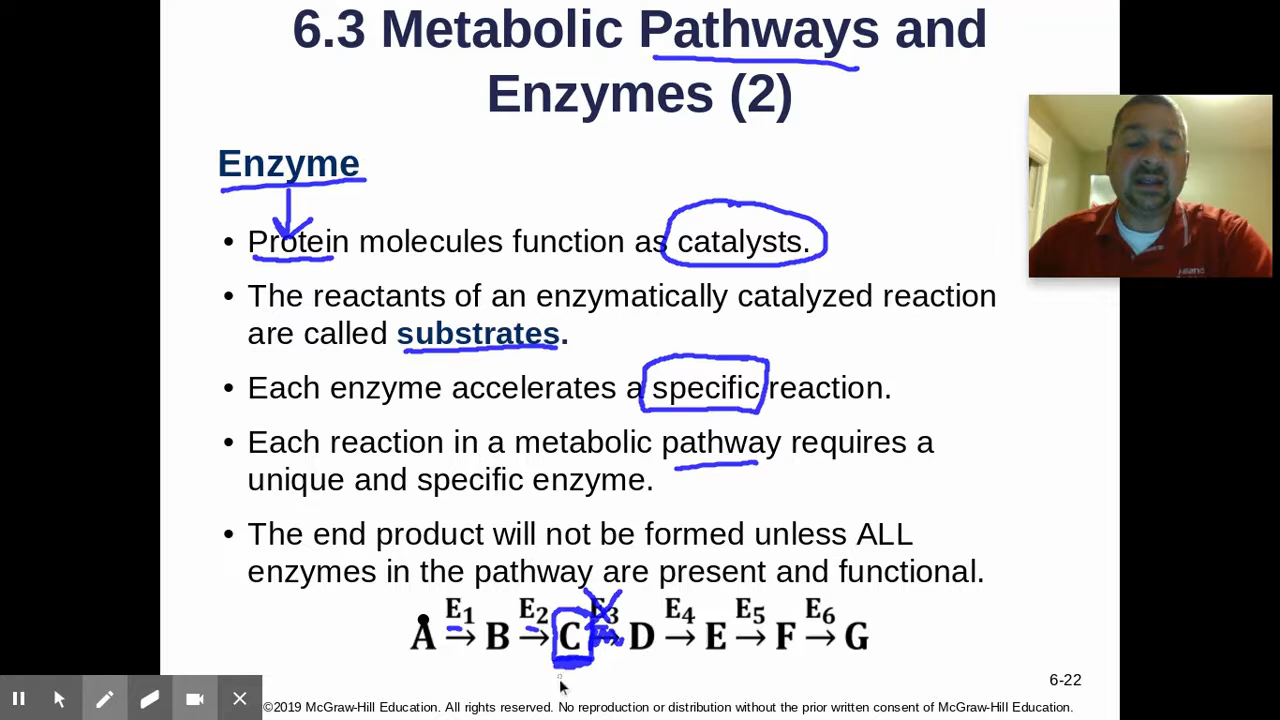 6.3 Metabolic Pathways and
Enzymes (2)
Enzyme
• Protein molecules function as catalysts.
• The reactants of an enzymatically catalyzed reaction
are called substrates.
• Each enzyme accelerates a specific reaction.
• Each reaction in a metabolic pathway requires a
unique and specific enzyme.
• The end product will not be formed unless ALL
enzymes in the pathway are present and functional.
E1 E2 E3 E4 E5 E6
A → B → C → D → E → F → G
6-22
©2019 McGraw-Hill Education. All rights reserved. No reproduction or distribution without the prior written consent of McGraw-Hill Education.